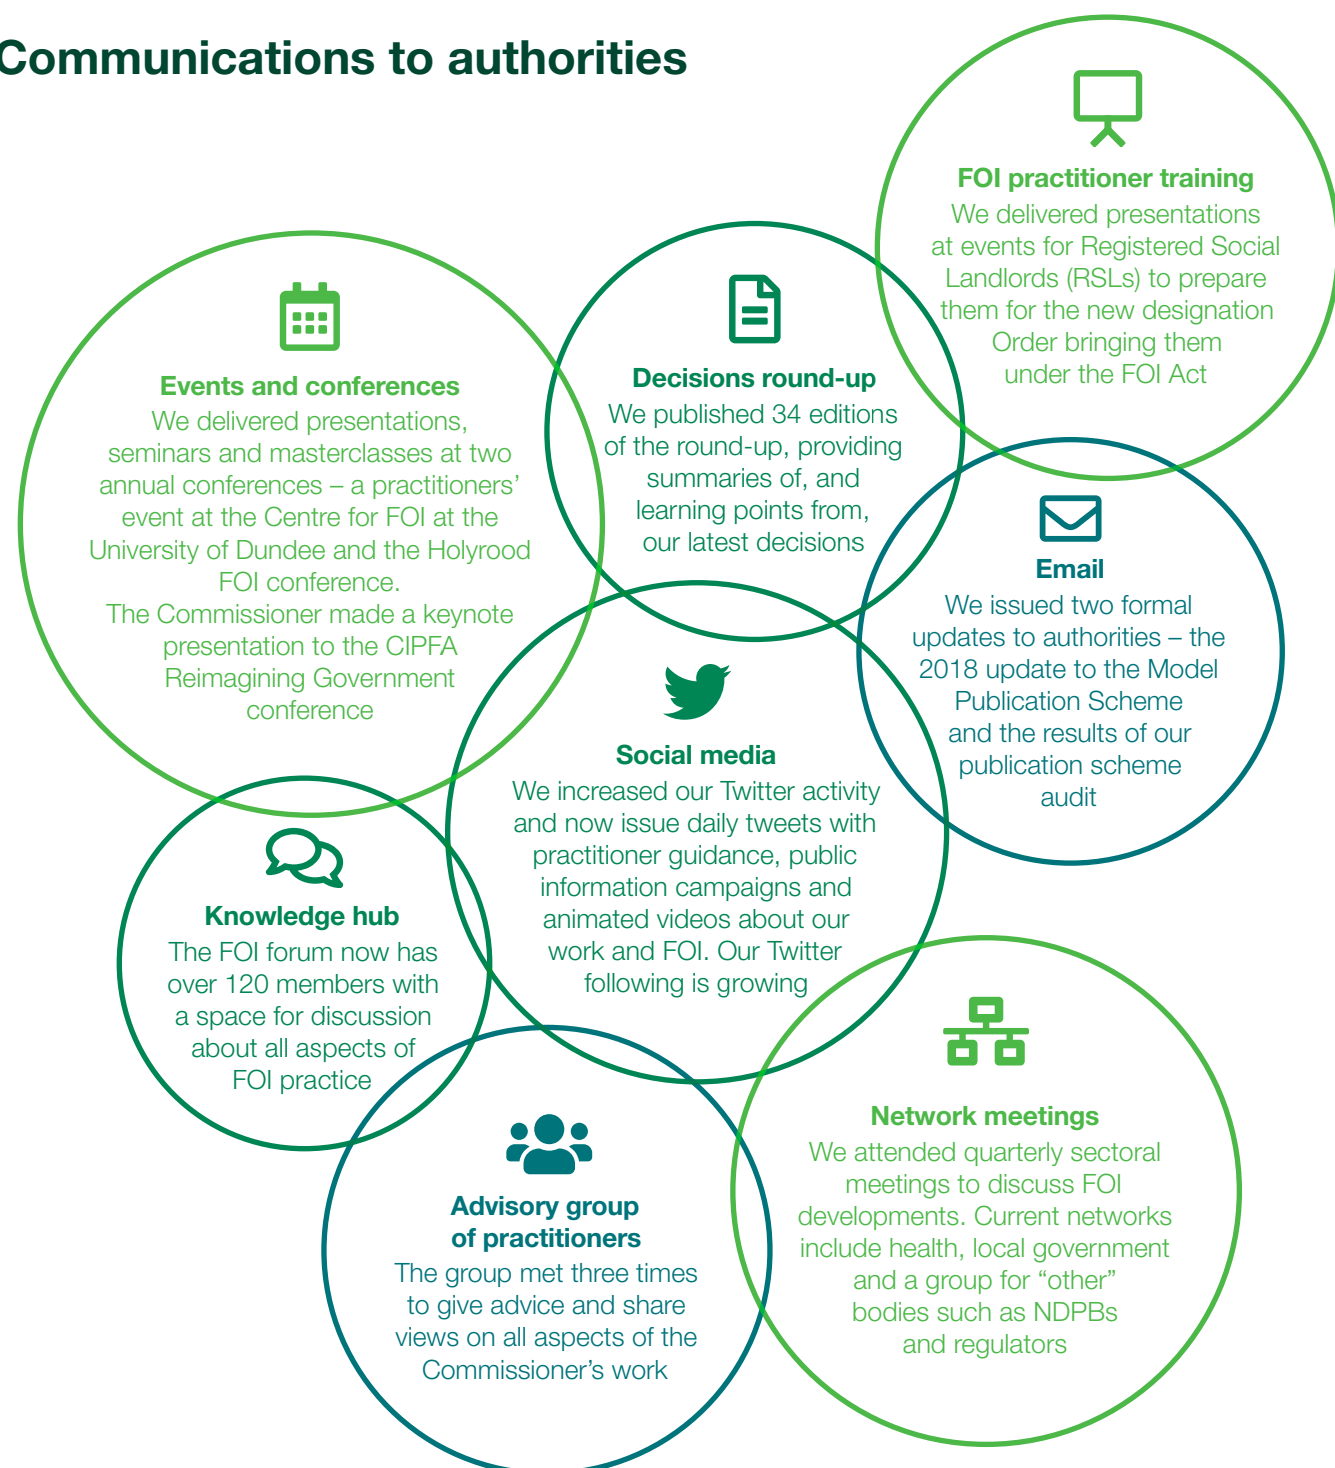 Communications to authorities
FOI practitioner training
We delivered presentations
at events for Registered Social
Landlords (RSLs) to prepare
them for the new designation
Order bringing them
under the FOI Act
Events and conferences
We delivered presentations,
seminars and masterclasses at two
annual conferences – a practitioners’
event at the Centre for FOI at the
University of Dundee and the Holyrood
FOI conference.
The Commissioner made a keynote
presentation to the CIPFA
Reimagining Government
conference
Decisions round-up
We published 34 editions
of the round-up, providing
summaries of, and
learning points from,
our latest decisions
Email
We issued two formal
updates to authorities – the
2018 update to the Model
Publication Scheme
and the results of our
publication scheme
audit
Social media
We increased our Twitter activity
and now issue daily tweets with
practitioner guidance, public
information campaigns and
animated videos about our
work and FOI. Our Twitter
following is growing
Knowledge hub
The FOI forum now has
over 120 members with
a space for discussion
about all aspects of
FOI practice
Network meetings
We attended quarterly sectoral
meetings to discuss FOI
developments. Current networks
include health, local government
and a group for “other”
bodies such as NDPBs
and regulators
Advisory group
of practitioners
The group met three times
to give advice and share
views on all aspects of the
Commissioner’s work